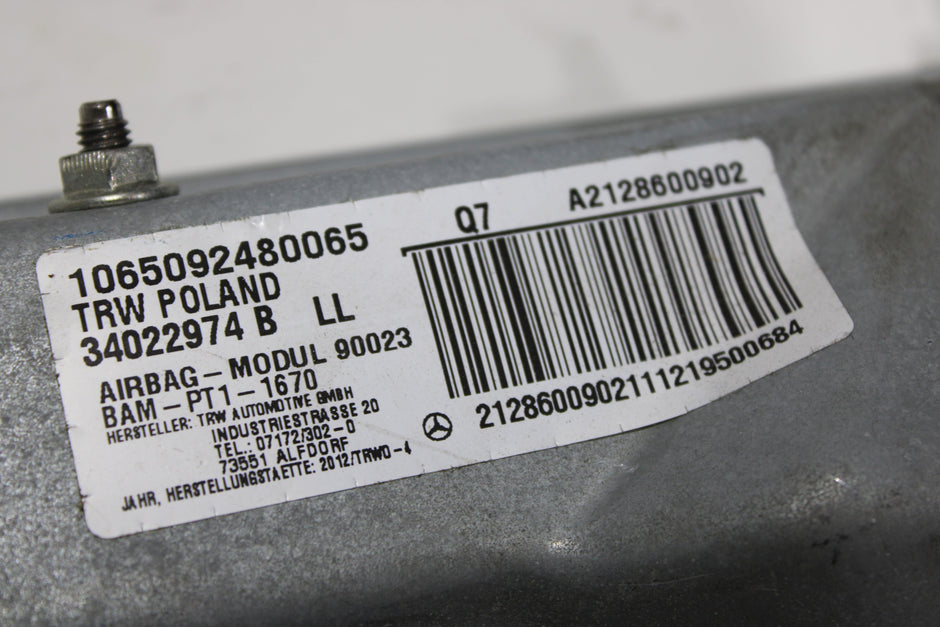 1065092480065
TRW POLAND
34022974 B LL
AIRBAG-MODUL 90023
BAM-PT1-1670
HERSTELLER: TRW AUTOMOTIVE GMBH
INDUSTRIESTRASSE 20
TEL.: 07172/302-0
73551 ALFDORF
JAHR, HERSTELLUNGSTAETTE: 2012/TRWD-4
Q7 A2128600902
2128600902111219500684